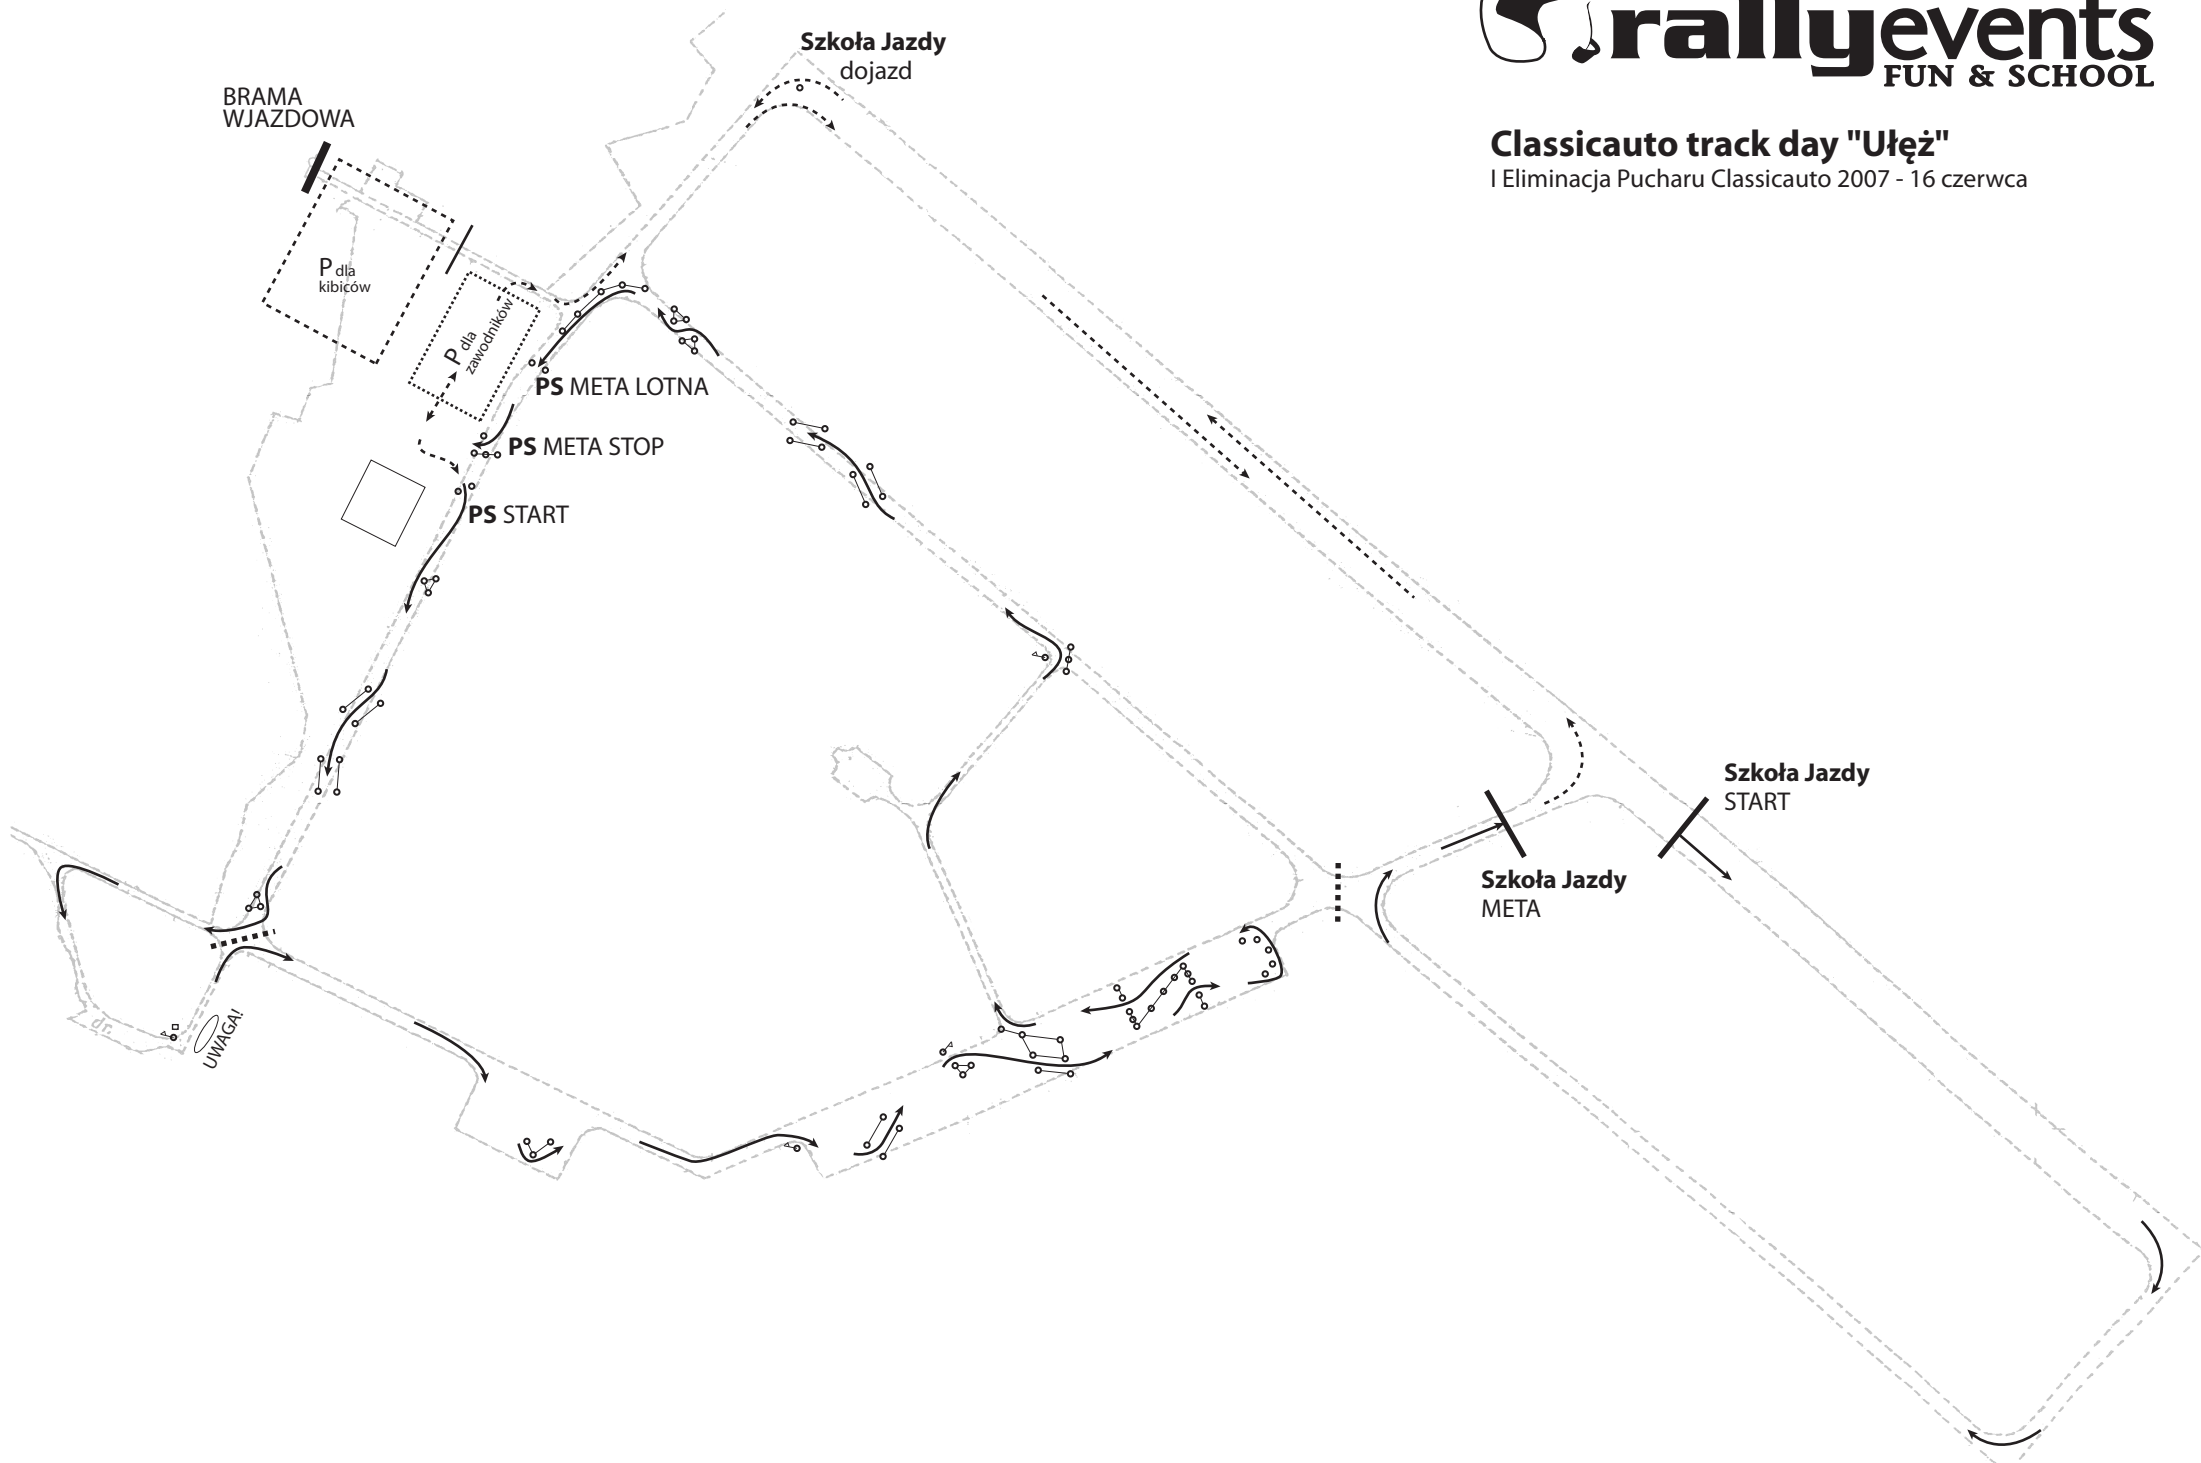 rallyevents
FUN & SCHOOL
Classicauto track day "Ułęż"
I Eliminacja Pucharu Classicauto 2007 - 16 czerwca
Szkoła Jazdy
dojazd
BRAMA
WJAZDOWA
P dla
kibiców
P dla
zawodników
PS META LOTNA
PS META STOP
PS START
Szkoła Jazdy
START
Szkoła Jazdy
META
dr.
UWAGA!